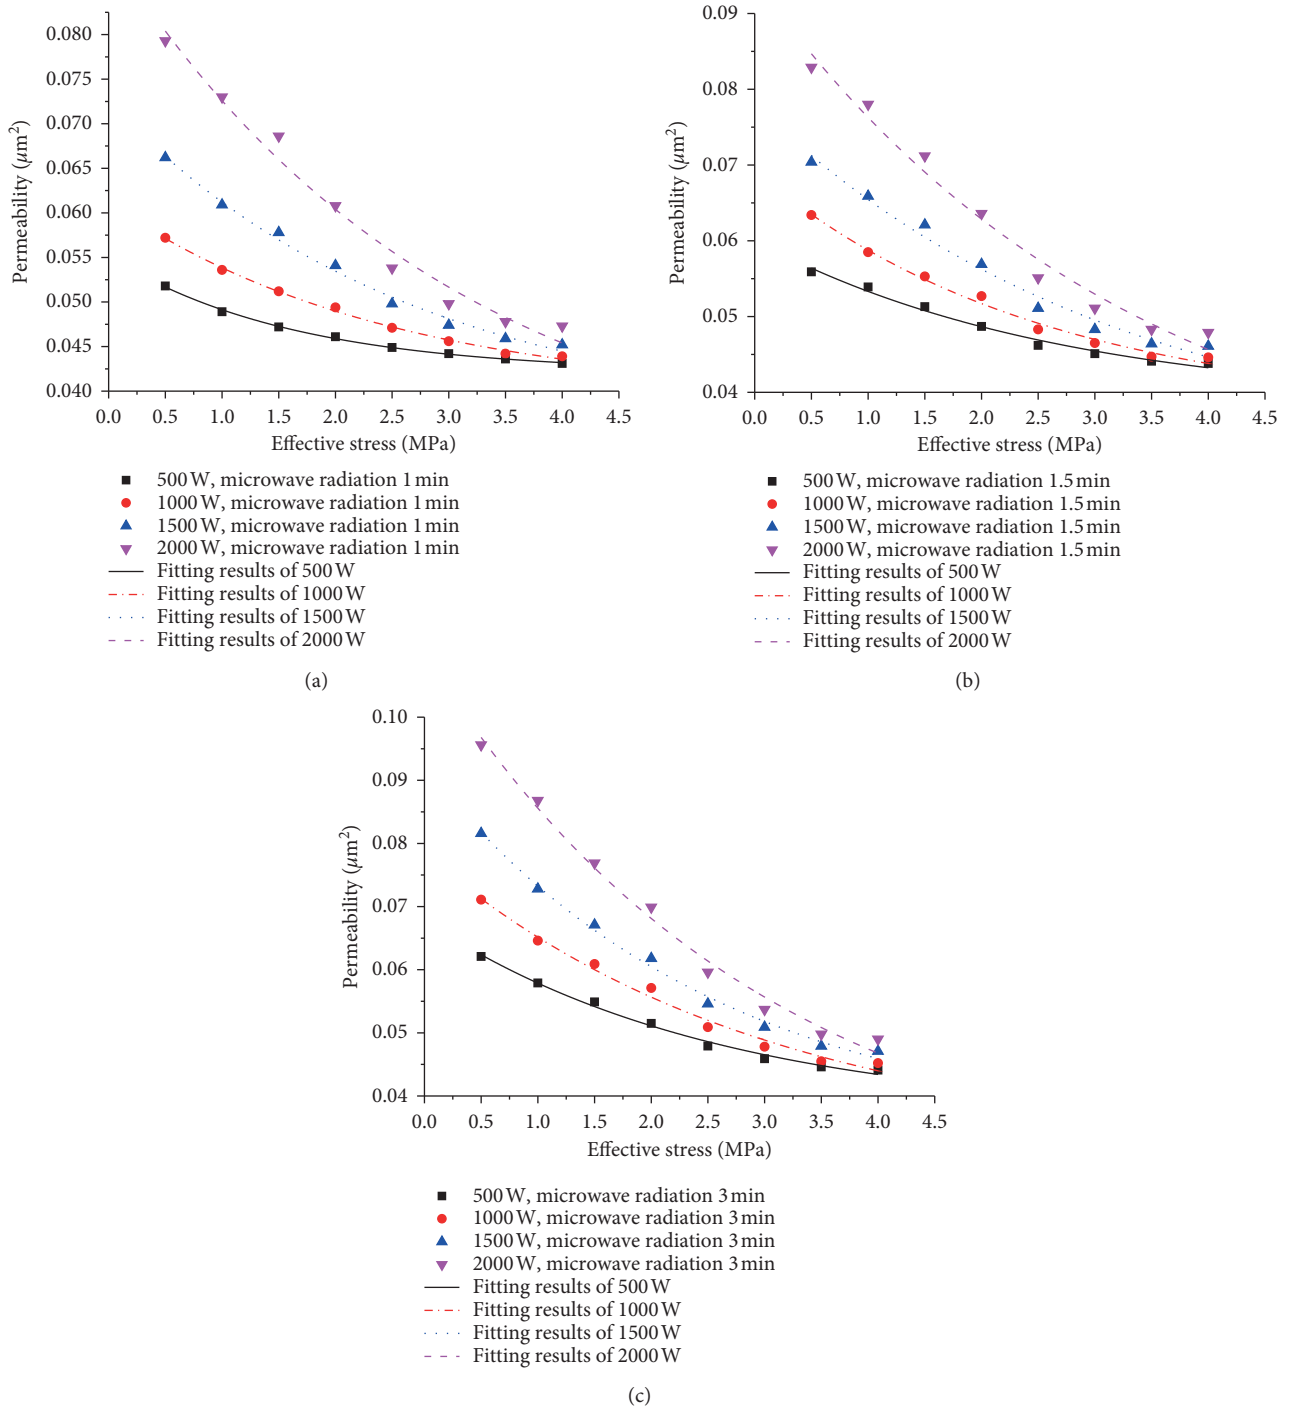 0.080
0.075
0.070
0.065
0.060
0.055
0.050
0.045
0.040
Permeability (μm²)
0.0 0.5 1.0 1.5 2.0 2.5 3.0 3.5 4.0 4.5
Effective stress (MPa)
500 W, microwave radiation 1 min
1000 W, microwave radiation 1 min
1500 W, microwave radiation 1 min
2000 W, microwave radiation 1 min
Fitting results of 500 W
Fitting results of 1000 W
Fitting results of 1500 W
Fitting results of 2000 W
(a)
0.09
0.08
0.07
0.06
0.05
0.04
Permeability (μm²)
0.0 0.5 1.0 1.5 2.0 2.5 3.0 3.5 4.0 4.5
Effective stress (MPa)
500 W, microwave radiation 1.5 min
1000 W, microwave radiation 1.5 min
1500 W, microwave radiation 1.5 min
2000 W, microwave radiation 1.5 min
Fitting results of 500 W
Fitting results of 1000 W
Fitting results of 1500 W
Fitting results of 2000 W
(b)
0.10
0.09
0.08
0.07
0.06
0.05
0.04
Permeability (μm²)
0.0 0.5 1.0 1.5 2.0 2.5 3.0 3.5 4.0 4.5
Effective stress (MPa)
500 W, microwave radiation 3 min
1000 W, microwave radiation 3 min
1500 W, microwave radiation 3 min
2000 W, microwave radiation 3 min
Fitting results of 500 W
Fitting results of 1000 W
Fitting results of 1500 W
Fitting results of 2000 W
(c)